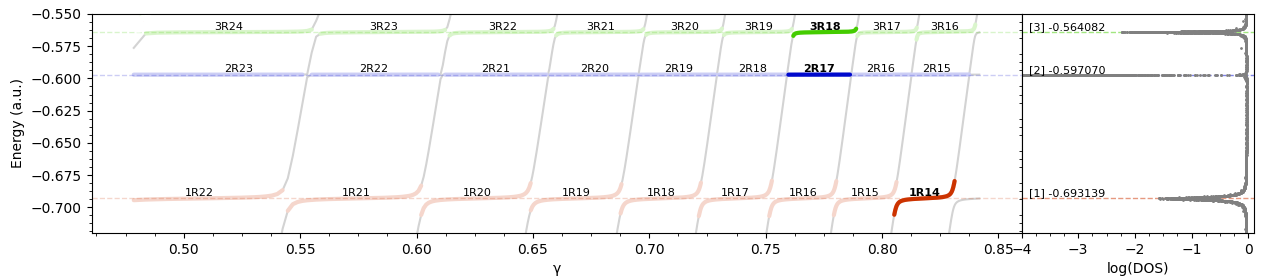 −0.550
3R24 3R23 3R22 3R21 3R20 3R19 3R18 3R17 3R16 [3] -0.564082
−0.575
2R23 2R22 2R21 2R20 2R19 2R18 2R17 2R16 2R15 [2] -0.597070
−0.600
−0.625
Energy (a.u.)
−0.650
−0.675
1R22 1R21 1R20 1R19 1R18 1R17 1R16 1R15 1R14 [1] -0.693139
−0.700
0.50 0.55 0.60 0.65 0.70 0.75 0.80 0.85 −4 −3 −2 −1 0
γ log(DOS)